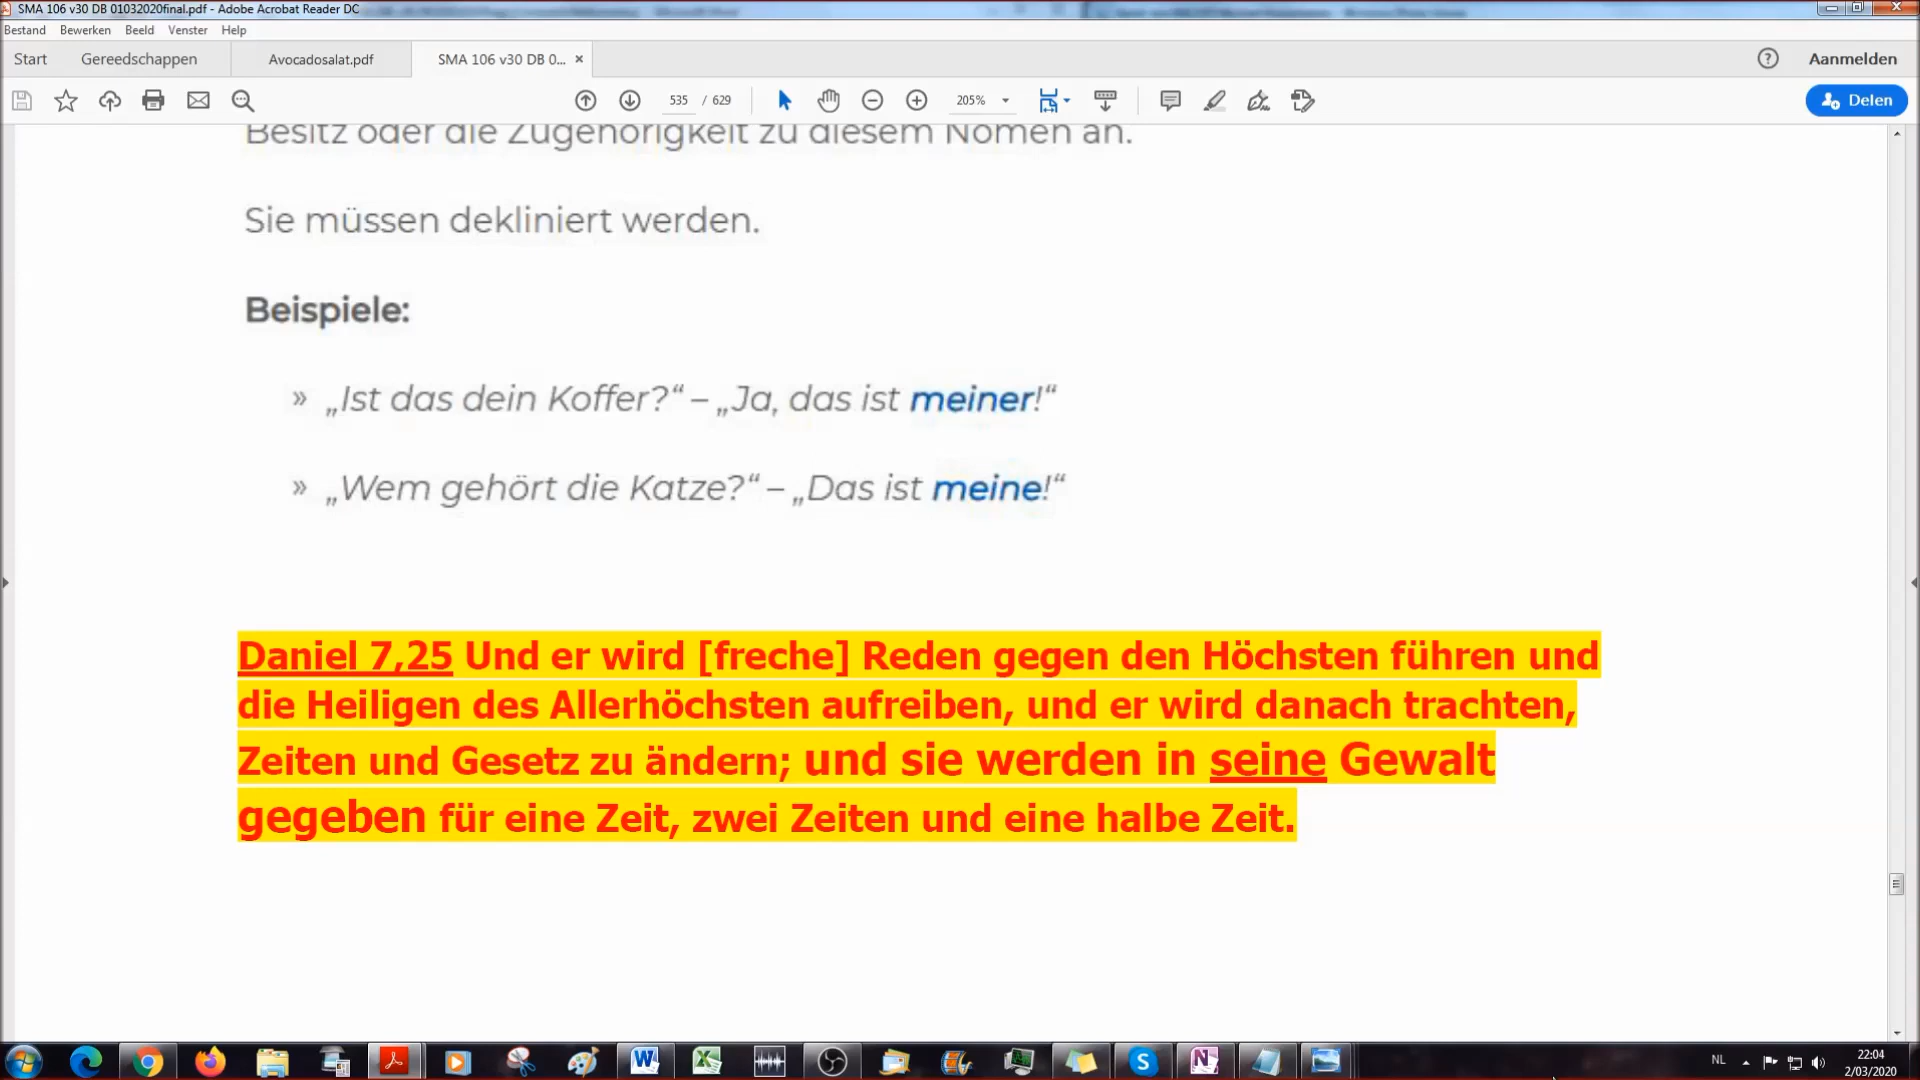 SMA 106 v30 DB 01032020final.pdf - Adobe Acrobat Reader DC
Bestand Bewerken Beeld Venster Help
Start Gereedschappen Avocadosalat.pdf SMA 106 v30 DB 0... × Aanmelden
535 / 629 205% Delen
Besitz oder die Zugehörigkeit zu diesem Nomen an.
Sie müssen dekliniert werden.
Beispiele:
» „Ist das dein Koffer?“ – „Ja, das ist meiner!“
» „Wem gehört die Katze?“ – „Das ist meine!“
Daniel 7,25 Und er wird [freche] Reden gegen den Höchsten führen und
die Heiligen des Allerhöchsten aufreiben, und er wird danach trachten,
Zeiten und Gesetz zu ändern; und sie werden in seine Gewalt
gegeben für eine Zeit, zwei Zeiten und eine halbe Zeit.
NL 22:04
2/03/2020